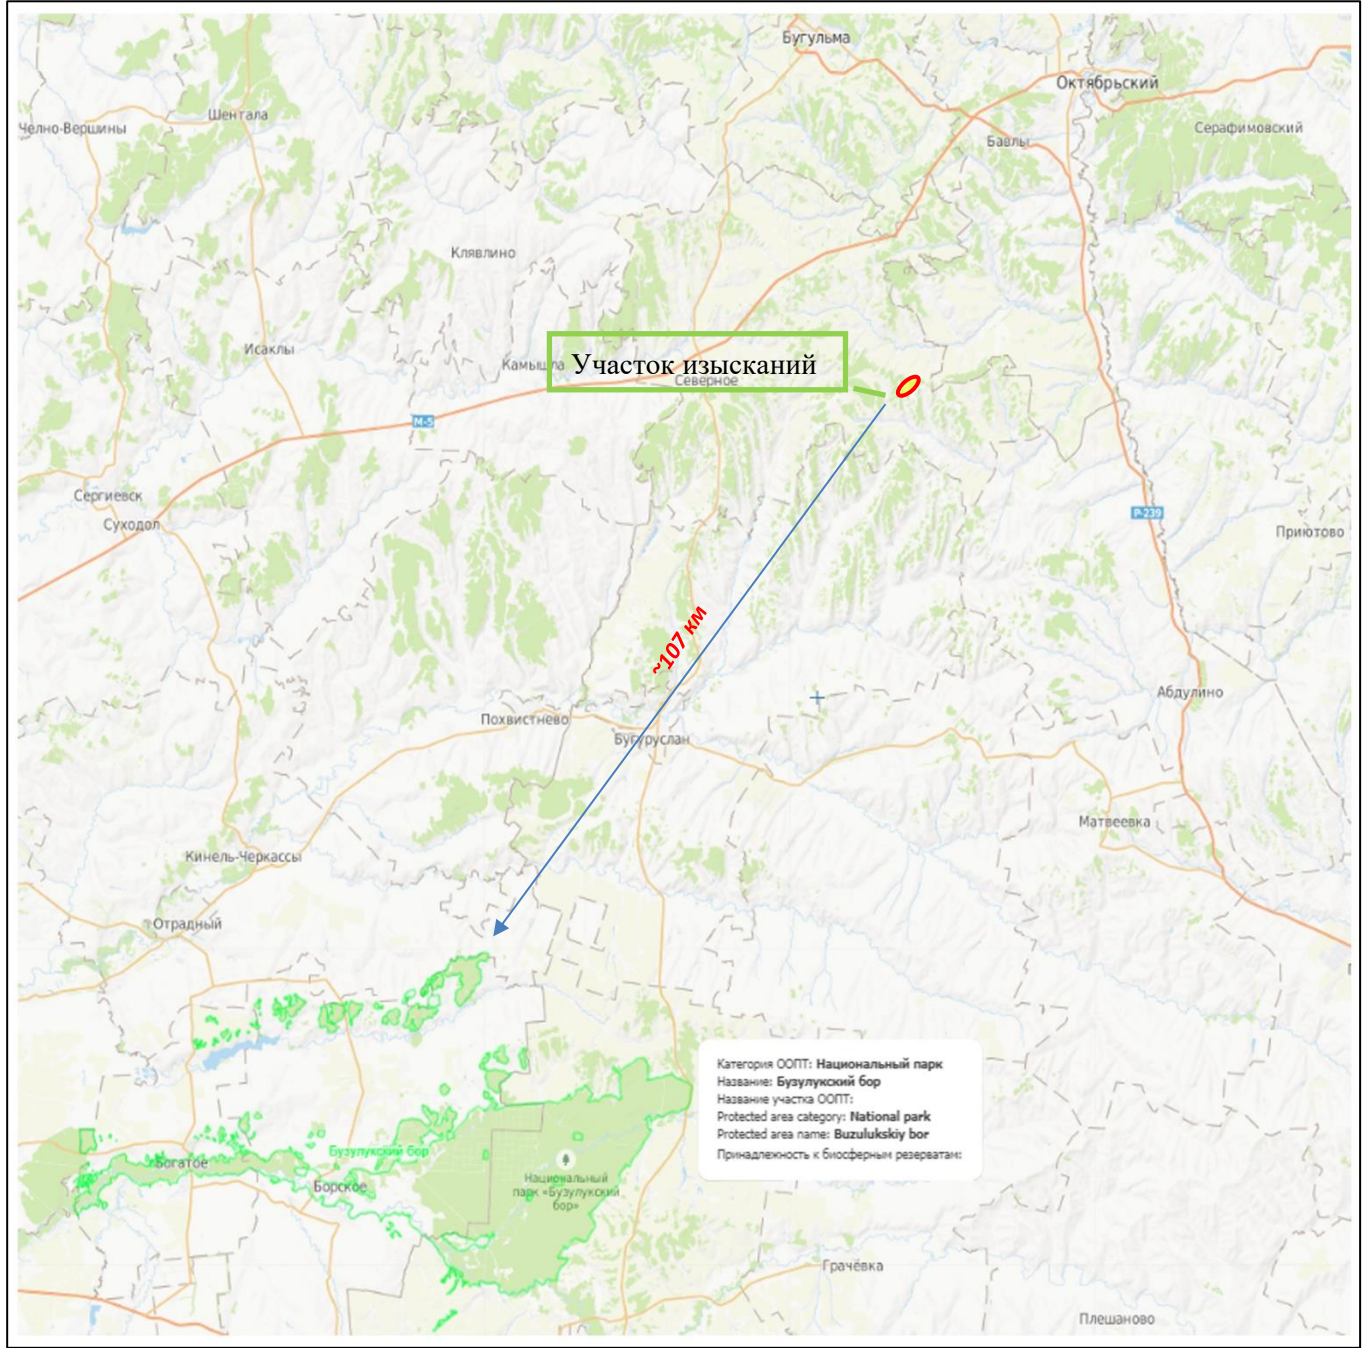 Бугульма
Октябрьский
Шентала
Челно-Вершины
Серафимовский
Бавлы
Клявлино
Исаклы
Камышла
Участок изысканий
Северное
М-5
Сергиевск
Суходол
Р-239
Приютово
~107 км
Абдулино
Похвистнево
Бугуруслан
Матвеевка
Кинель-Черкассы
Отрадный
Категория ООПТ: Национальный парк
Название: Бузулукский бор
Название участка ООПТ:
Protected area category: National park
Protected area name: Buzulukskiy bor
Принадлежность к биосферным резерватам:
Бузулукский бор
Богатое
Борское
Национальный
парк «Бузулукский
бор»
Грачёвка
Плешаново